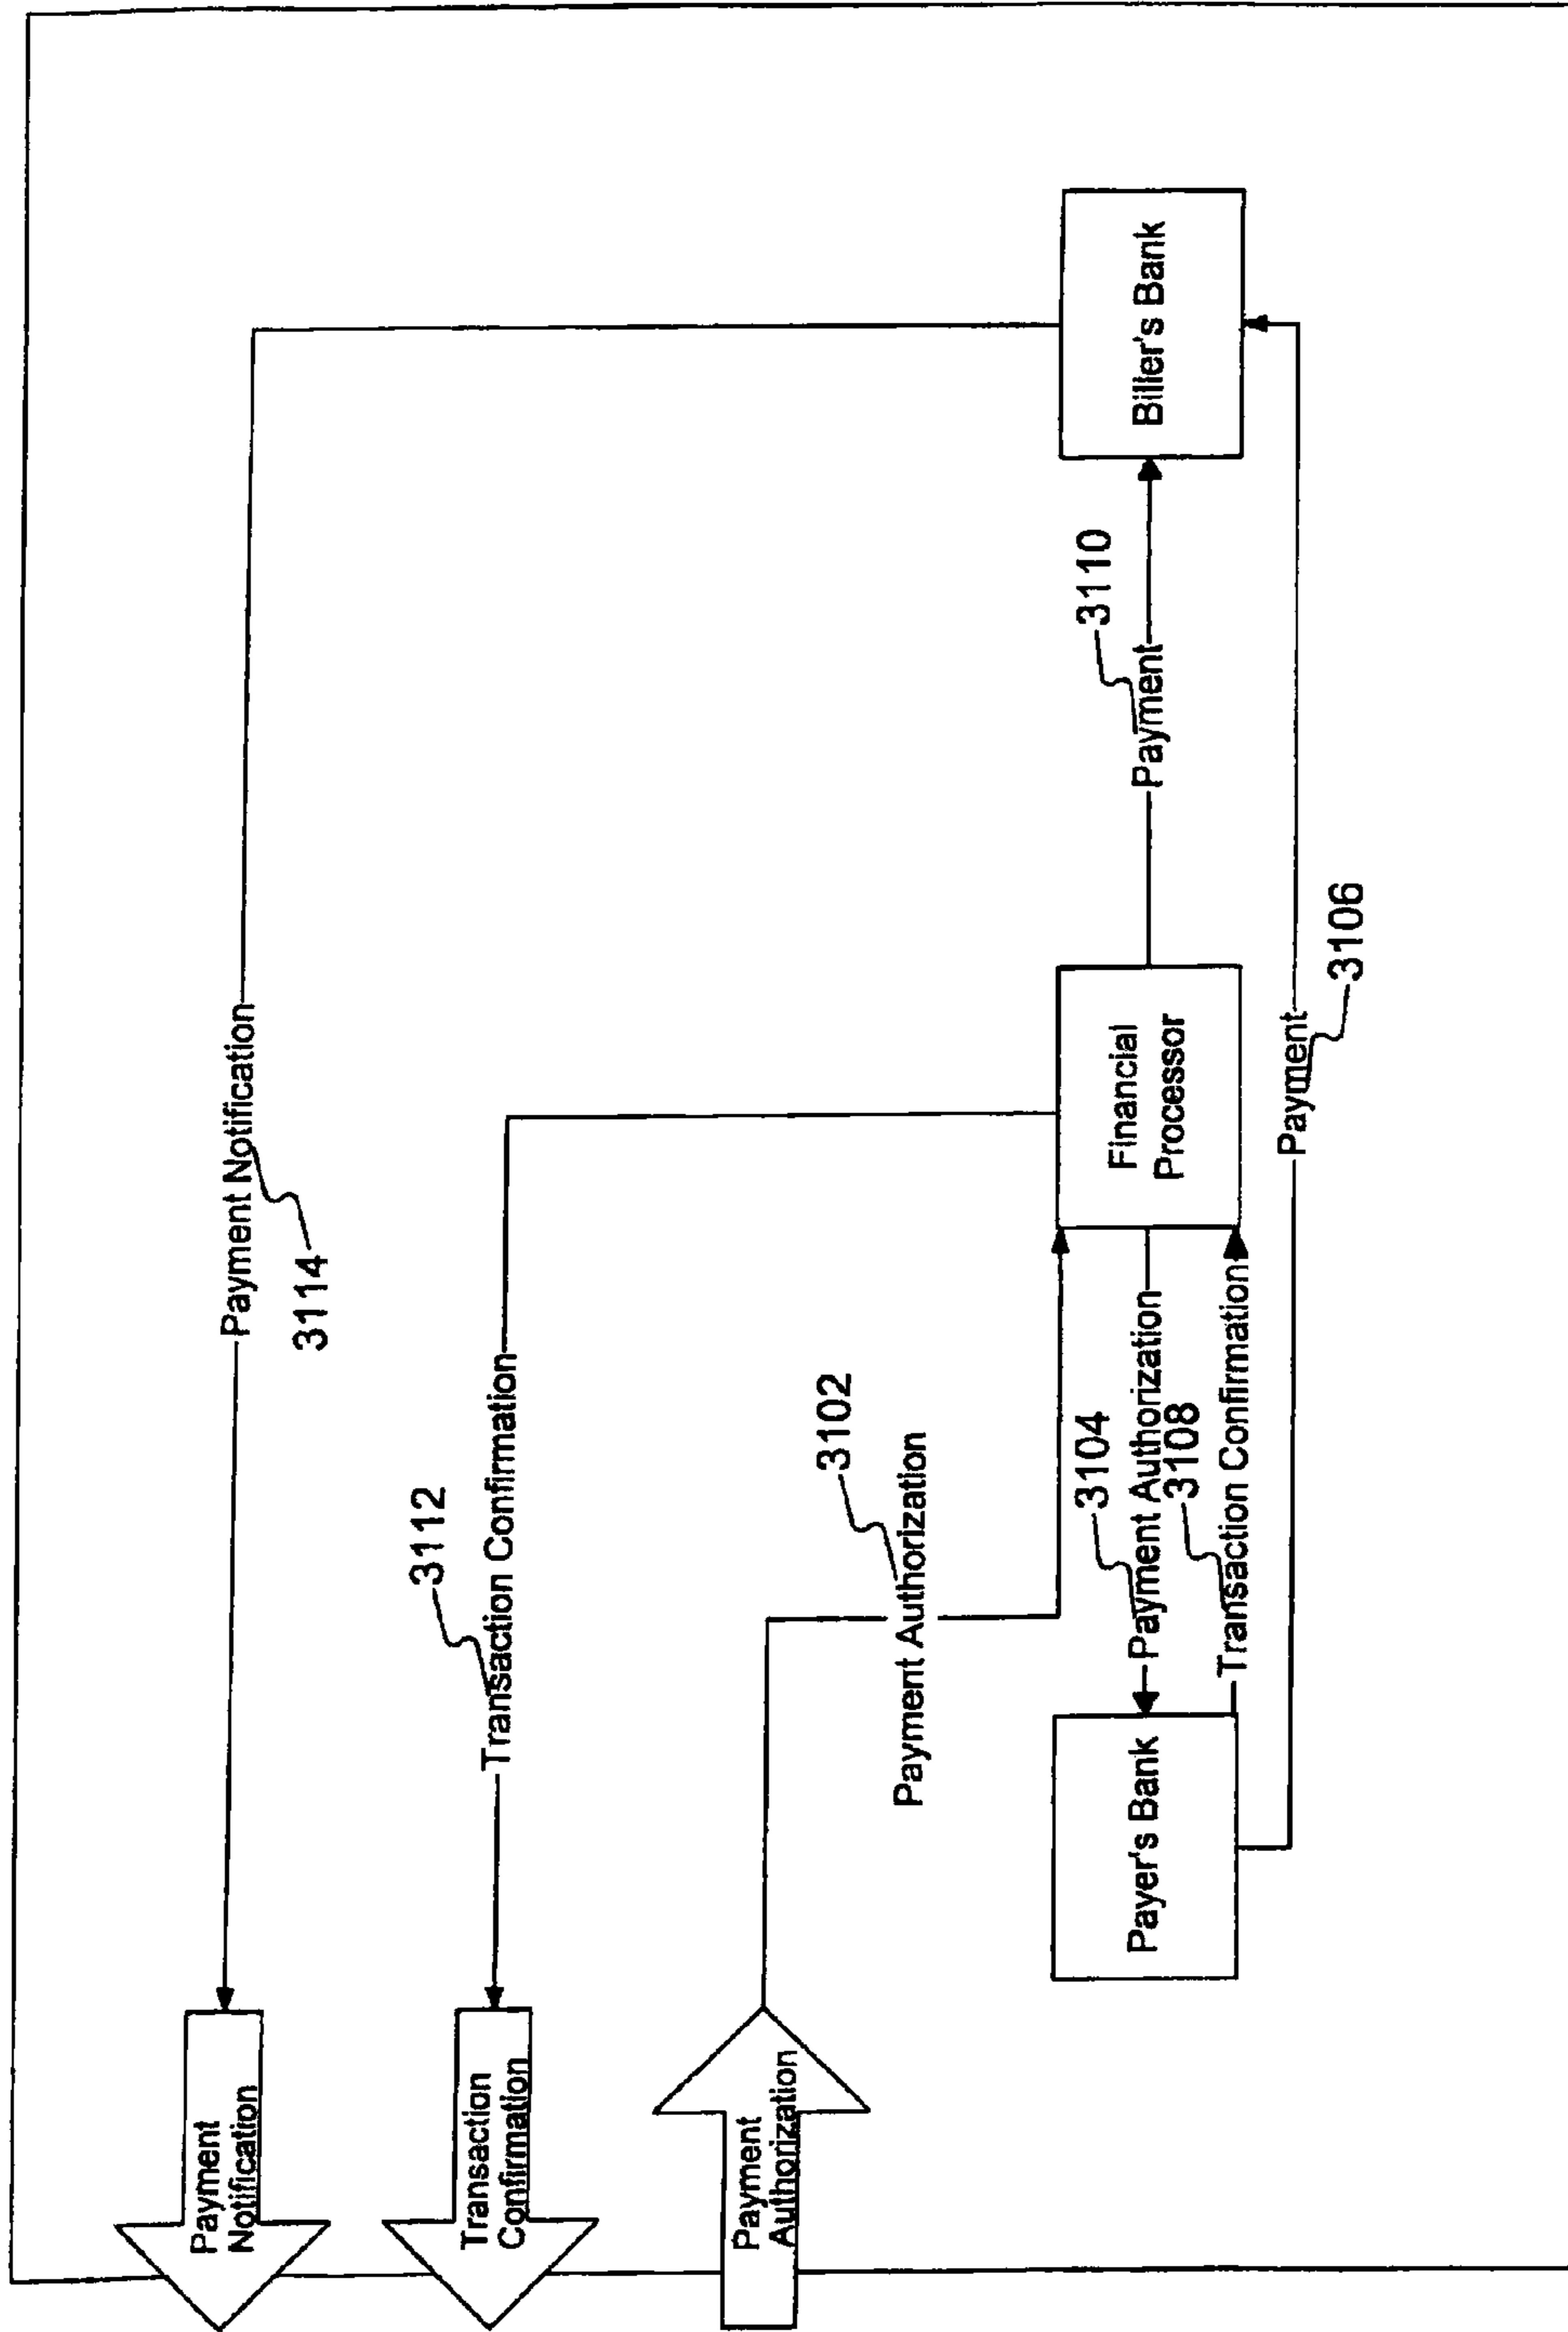 Payment
Notification
Payment Notification
3114
Transaction
Confirmation
3112
Transaction Confirmation
Payment
Authorization
3102
Payment Authorization
Payer's Bank
3104
Payment Authorization
3108
Transaction Confirmation
Financial
Processor
3110
Payment
Biller's Bank
Payment
3106